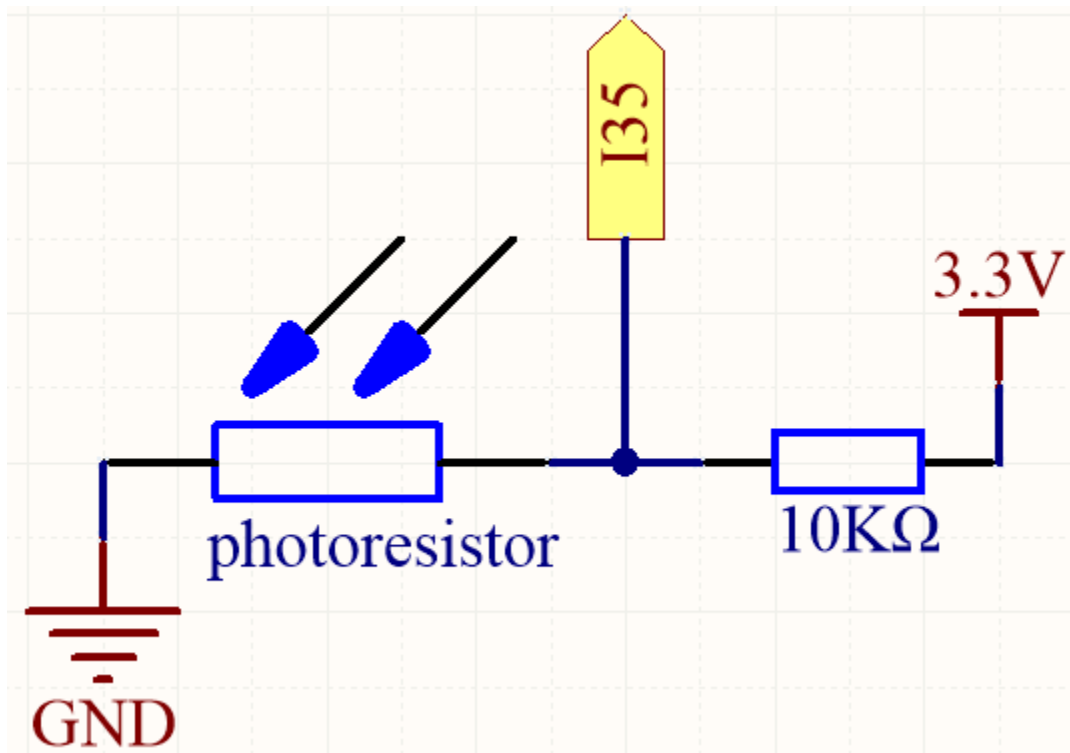 I35
3.3V
photoresistor
10KΩ
GND